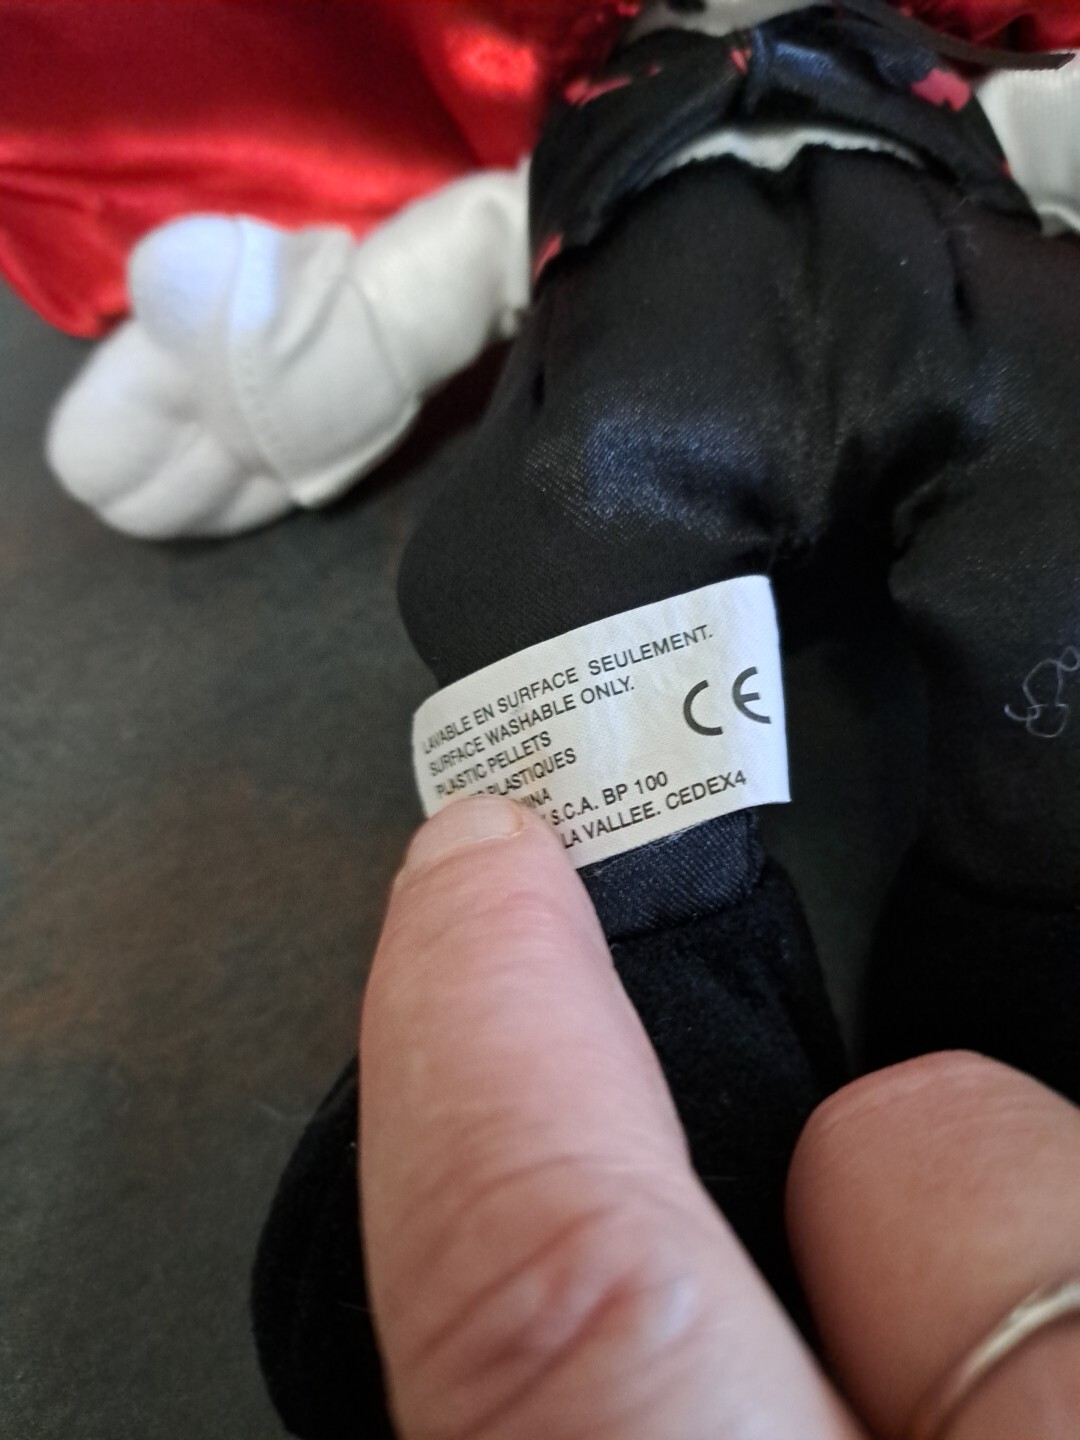 LAVABLE EN SURFACE SEULEMENT.
SURFACE WASHABLE ONLY.
PLASTIC PELLETS
PLASTIQUES
S.C.A. BP 100
LA VALLEE. CEDEX4
CE